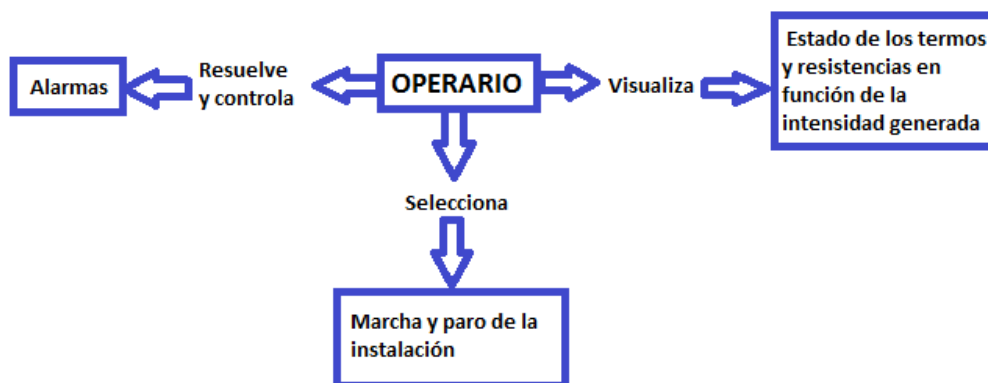 Alarmas
Resuelve
y controla
OPERARIO
Visualiza
Estado de los termos
y resistencias en
función de la
intensidad generada
Selecciona
Marcha y paro de la
instalación